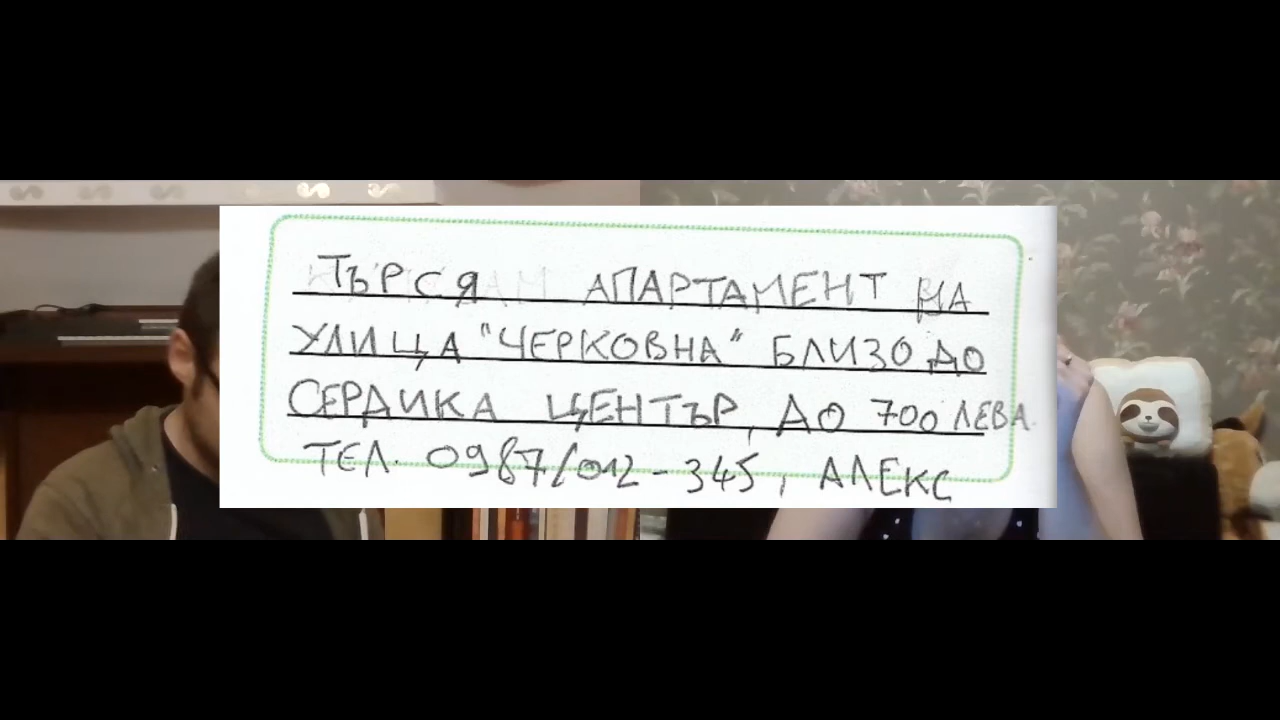 ТЪРСЯ АПАРТАМЕНТ НА
УЛИЦА "ЧЕРКОВНА" БЛИЗО ДО
СЕРДИКА ЦЕНТЪР, ДО 700 ЛЕВА
ТЕЛ. 0987/012-345, АЛЕКС